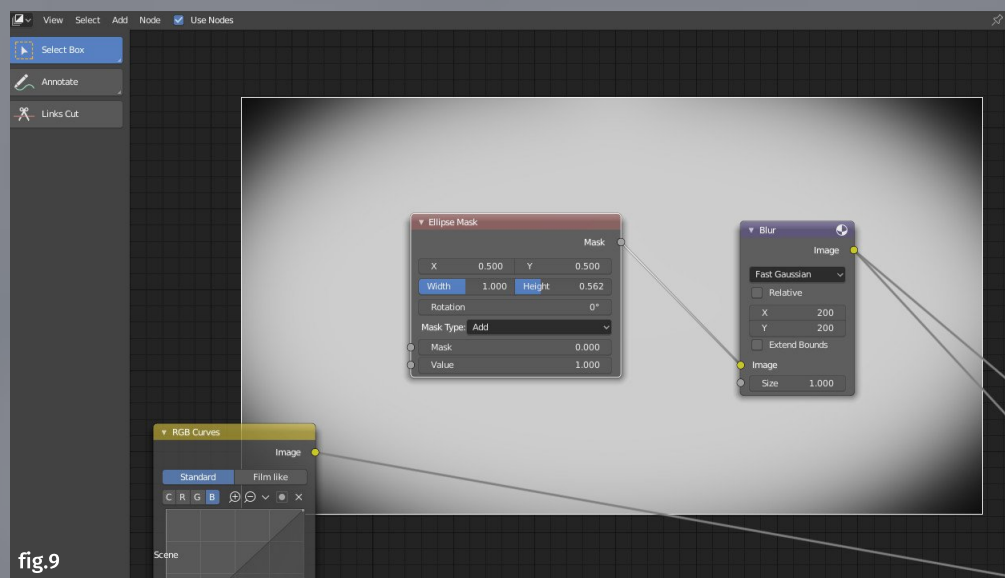 View Select Add Node Use Nodes
Select Box
Annotate
Links Cut
Ellipse Mask
Mask
X 0.500 Y 0.500
Width 1.000 Height 0.562
Rotation 0°
Mask Type: Add
Mask 0.000
Value 1.000
Blur
Image
Fast Gaussian
Relative
X 200
Y 200
Extend Bounds
Image
Size 1.000
RGB Curves
Image
Standard Film like
C R G B
Scene
fig.9